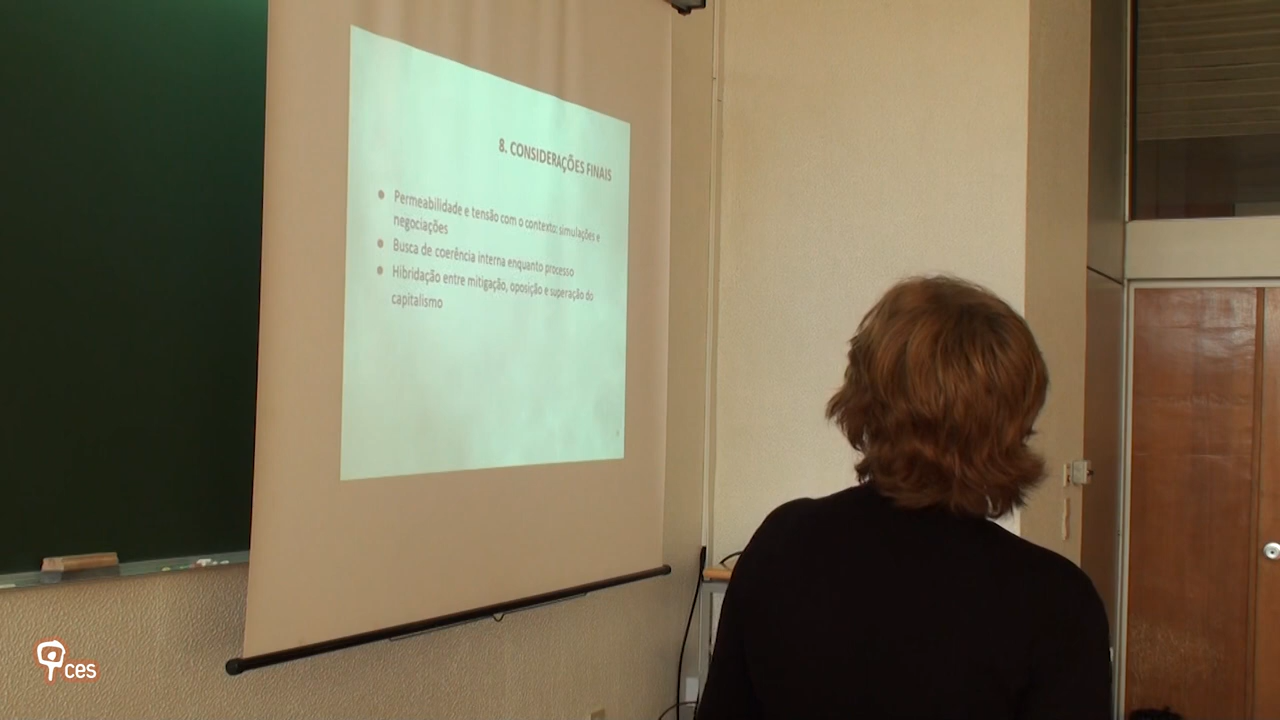 8. CONSIDERAÇÕES FINAIS
Permeabilidade e tensão com o contexto: simulações e
negociações
Busca de coerência interna enquanto processo
Hibridação entre mitigação, oposição e superação do
capitalismo
ces